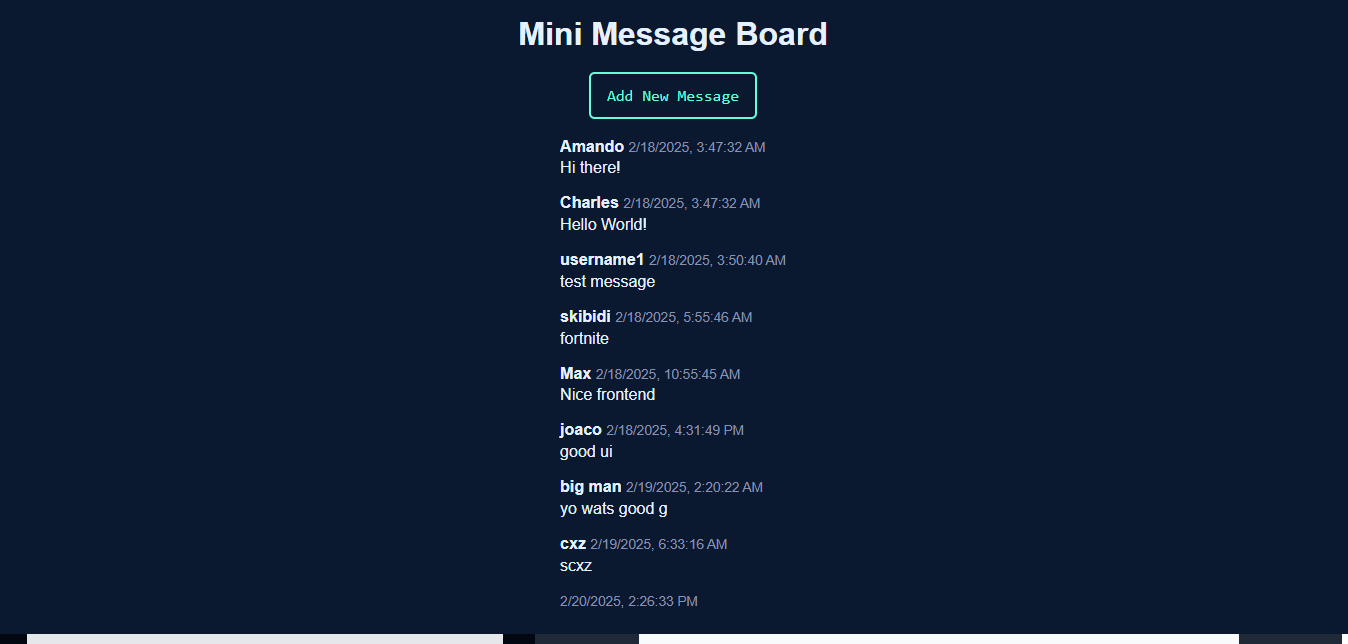 Mini Message Board
Add New Message
Amando 2/18/2025, 3:47:32 AM
Hi there!
Charles 2/18/2025, 3:47:32 AM
Hello World!
username1 2/18/2025, 3:50:40 AM
test message
skibidi 2/18/2025, 5:55:46 AM
fortnite
Max 2/18/2025, 10:55:45 AM
Nice frontend
joaco 2/18/2025, 4:31:49 PM
good ui
big man 2/19/2025, 2:20:22 AM
yo wats good g
cxz 2/19/2025, 6:33:16 AM
scxz
2/20/2025, 2:26:33 PM